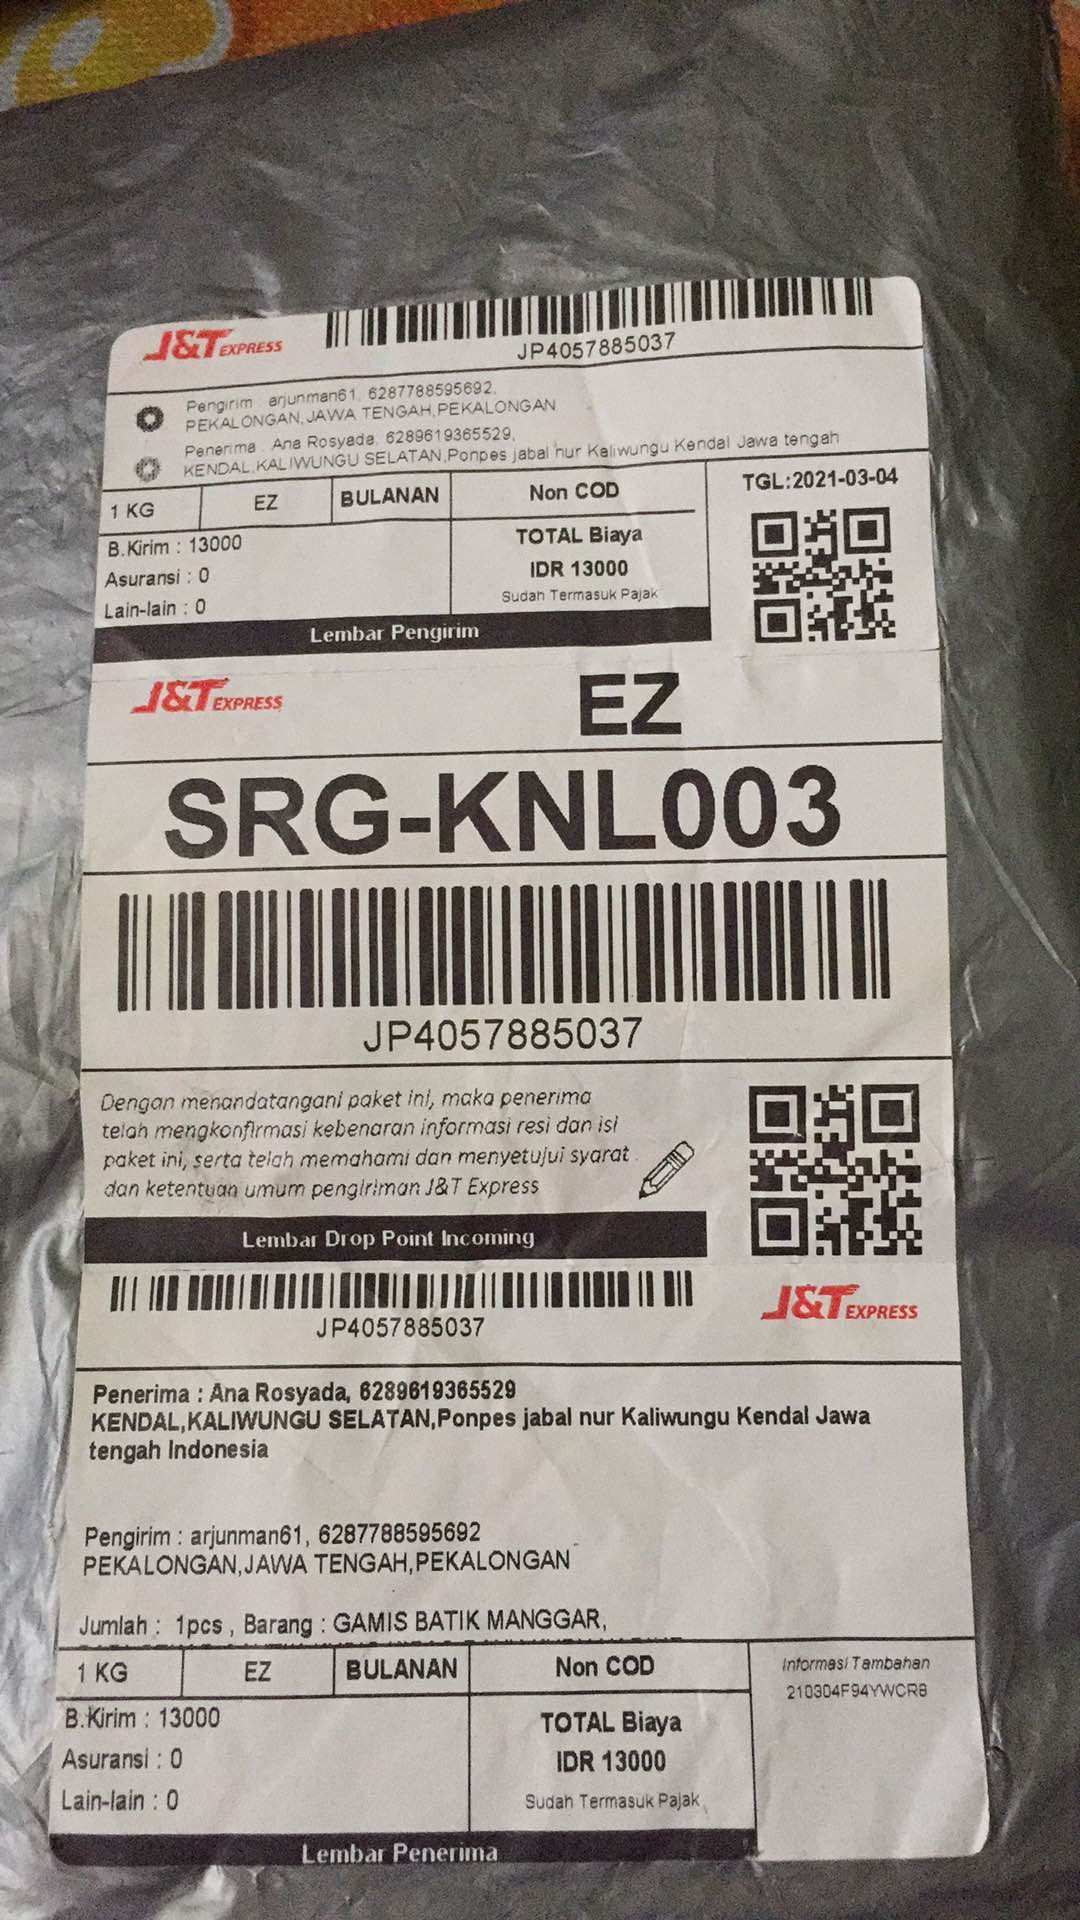 J&T EXPRESS
JP4057885037
Pengirim : arjunman61, 6287788595692,
PEKALONGAN,JAWA TENGAH,PEKALONGAN
Penerima : Ana Rosyada, 6289619365529,
KENDAL,KALIWUNGU SELATAN,Ponpes jabal nur Kaliwungu Kendal Jawa tengah
1 KG
EZ
BULANAN
Non COD
TGL:2021-03-04
B.Kirim : 13000
Asuransi : 0
Lain-lain : 0
TOTAL Biaya
IDR 13000
Sudah Termasuk Pajak
Lembar Pengirim
J&T EXPRESS
EZ
SRG-KNL003
JP4057885037
Dengan menandatangani paket ini, maka penerima
telah mengkonfirmasi kebenaran informasi resi dan isi
paket ini, serta telah memahami dan menyetujui syarat
dan ketentuan umum pengiriman J&T Express
Lembar Drop Point Incoming
JP4057885037
J&T EXPRESS
Penerima : Ana Rosyada, 6289619365529
KENDAL,KALIWUNGU SELATAN,Ponpes jabal nur Kaliwungu Kendal Jawa
tengah Indonesia
Pengirim : arjunman61, 6287788595692
PEKALONGAN,JAWA TENGAH,PEKALONGAN
Jumlah : 1pcs , Barang : GAMIS BATIK MANGGAR,
1 KG
EZ
BULANAN
Non COD
Informasi Tambahan
210304F94YWCR8
B.Kirim : 13000
Asuransi : 0
Lain-lain : 0
TOTAL Biaya
IDR 13000
Sudah Termasuk Pajak
Lembar Penerima